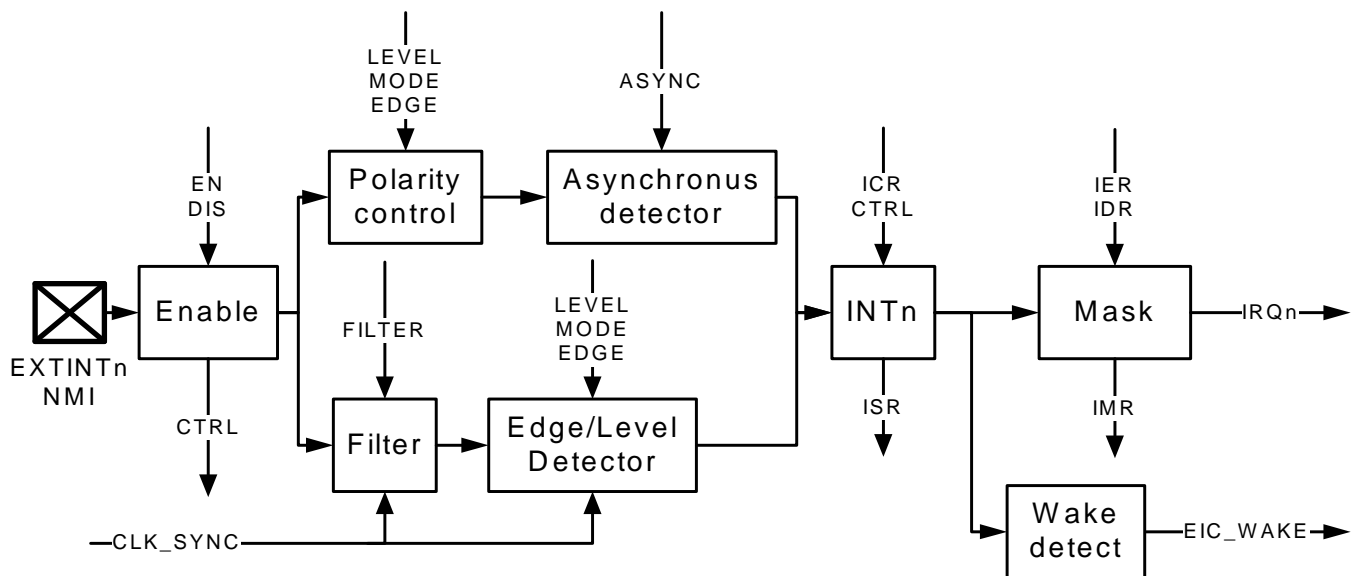 LEVEL
MODE
EDGE
ASYNC
EN
DIS
Polarity
control
Asynchronus
detector
ICR
CTRL
IER
IDR
EXTINTn
NMI
Enable
FILTER
LEVEL
MODE
EDGE
INTn
Mask
IRQn
CTRL
Filter
Edge/Level
Detector
ISR
IMR
CLK_SYNC
Wake
detect
EIC_WAKE